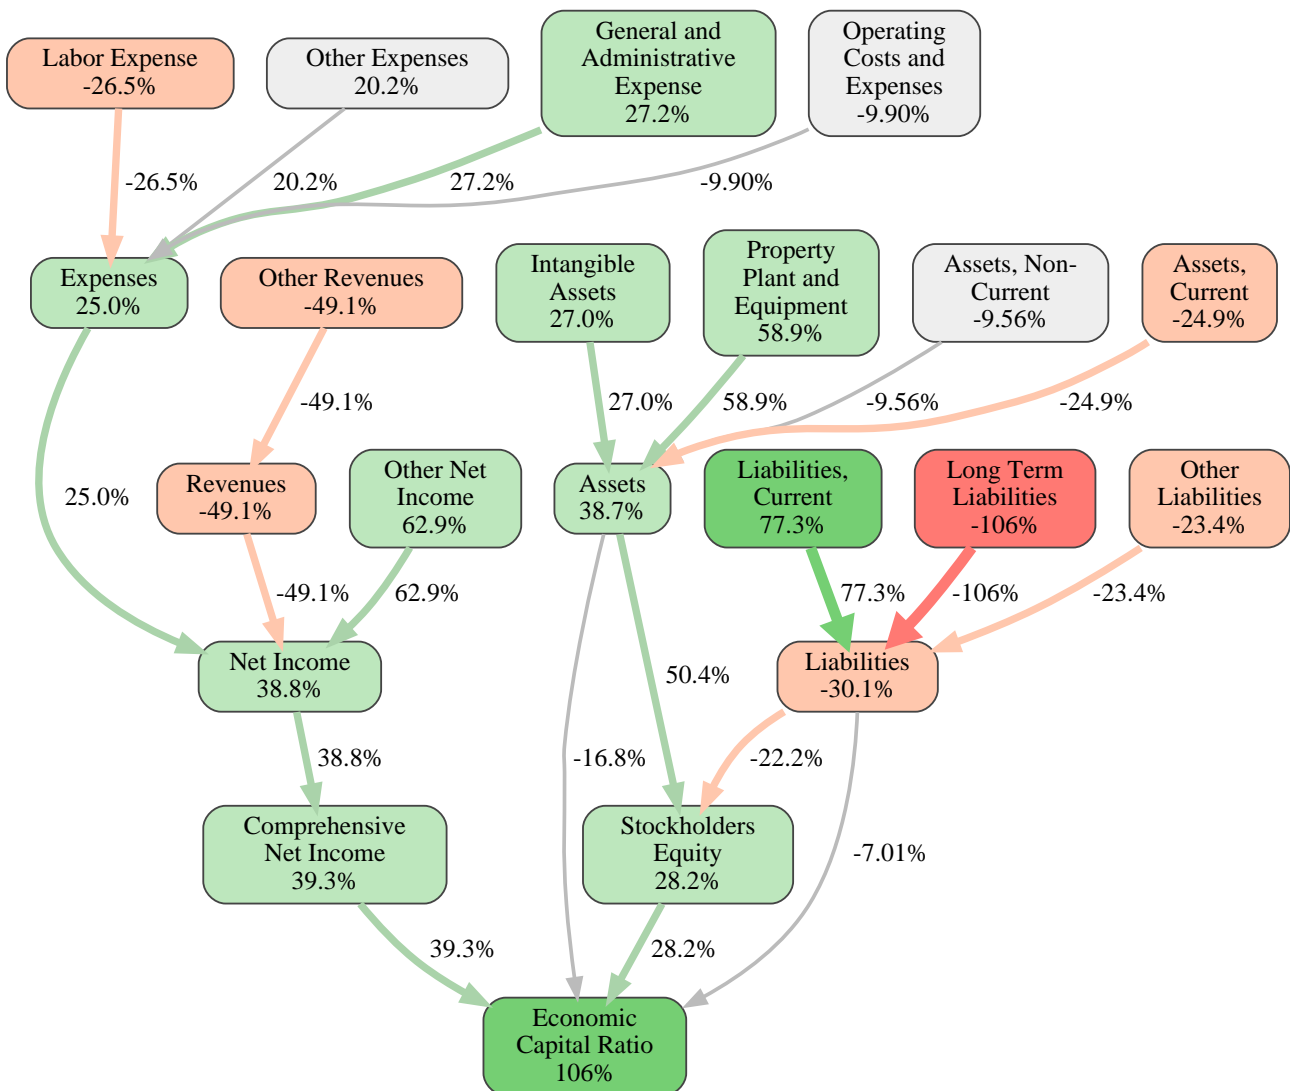 Labor Expense
-26.5%
Other Expenses
20.2%
General and
Administrative
Expense
27.2%
Operating
Costs and
Expenses
-9.90%
-26.5%
20.2%
27.2%
-9.90%
Expenses
25.0%
Other Revenues
-49.1%
Intangible
Assets
27.0%
Property
Plant and
Equipment
58.9%
Assets, Non-
Current
-9.56%
Assets,
Current
-24.9%
-49.1%
27.0%
58.9%
-9.56%
-24.9%
25.0%
Revenues
-49.1%
Other Net
Income
62.9%
Assets
38.7%
Liabilities,
Current
77.3%
Long Term
Liabilities
-106%
Other
Liabilities
-23.4%
-49.1%
62.9%
77.3%
-106%
-23.4%
Net Income
38.8%
50.4%
Liabilities
-30.1%
38.8%
-16.8%
-22.2%
Comprehensive
Net Income
39.3%
Stockholders
Equity
28.2%
-7.01%
39.3%
28.2%
Economic
Capital Ratio
106%